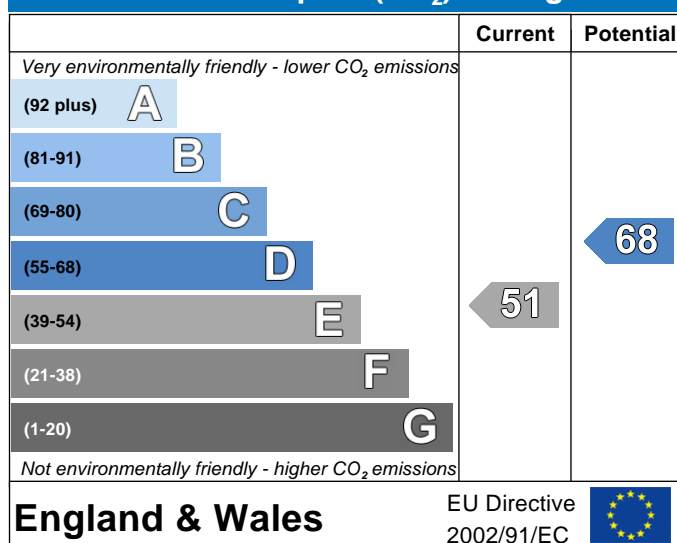 Current Potential
Very environmentally friendly - lower CO₂ emissions
(92 plus) A
(81-91) B
(69-80) C
(55-68) D
(39-54) E
(21-38) F
(1-20) G
51
68
Not environmentally friendly - higher CO₂ emissions
England & Wales
EU Directive
2002/91/EC